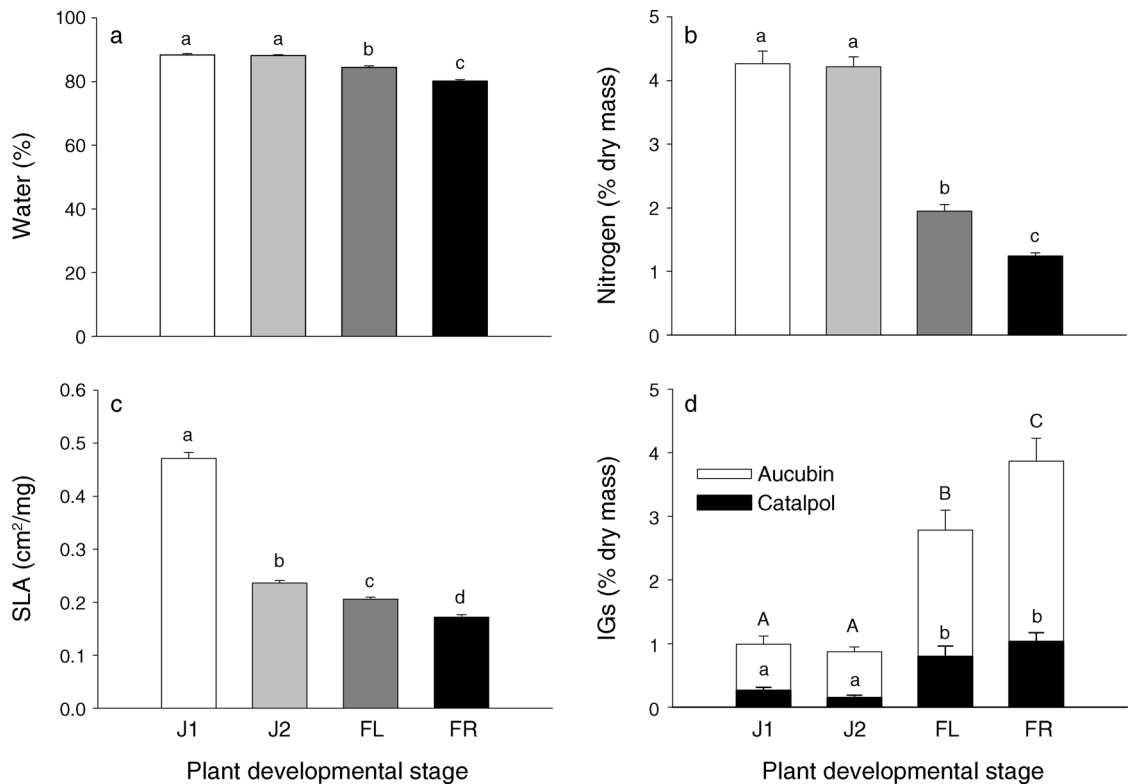 a
Water (%)
100
80
60
40
20
0
a
a
b
c
b
Nitrogen (% dry mass)
5
4
3
2
1
0
a
a
b
c
c
SLA (cm²/mg)
0.6
0.5
0.4
0.3
0.2
0.1
0.0
a
b
c
d
J1 J2 FL FR
Plant developmental stage
d
IGs (% dry mass)
5
4
3
2
1
0
Aucubin
Catalpol
A
A
B
C
a
a
b
b
J1 J2 FL FR
Plant developmental stage